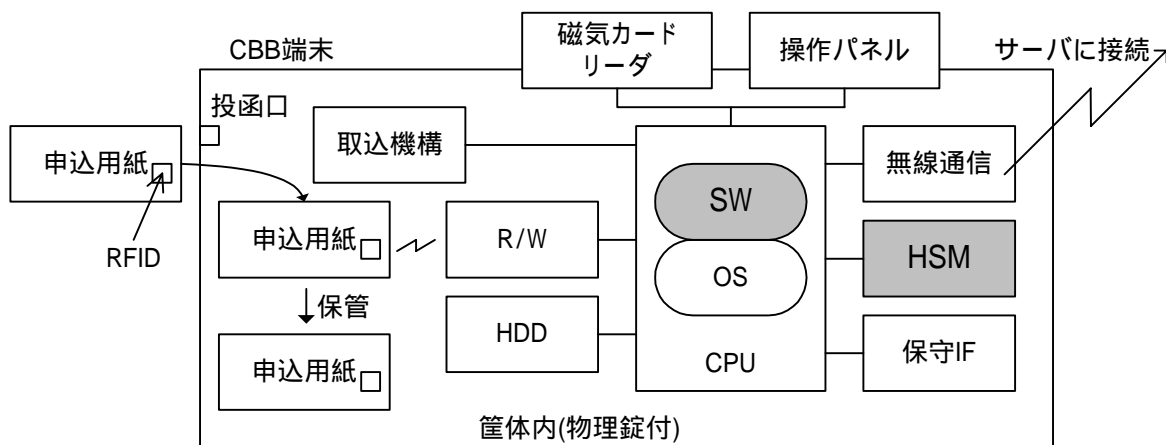 CBB端末
磁気カード
リーダ
操作パネル
サーバに接続
投函口
申込用紙
RFID
取込機構
無線通信
申込用紙
R/W
SW
OS
CPU
HSM
保管
HDD
申込用紙
保守IF
筐体内(物理錠付)